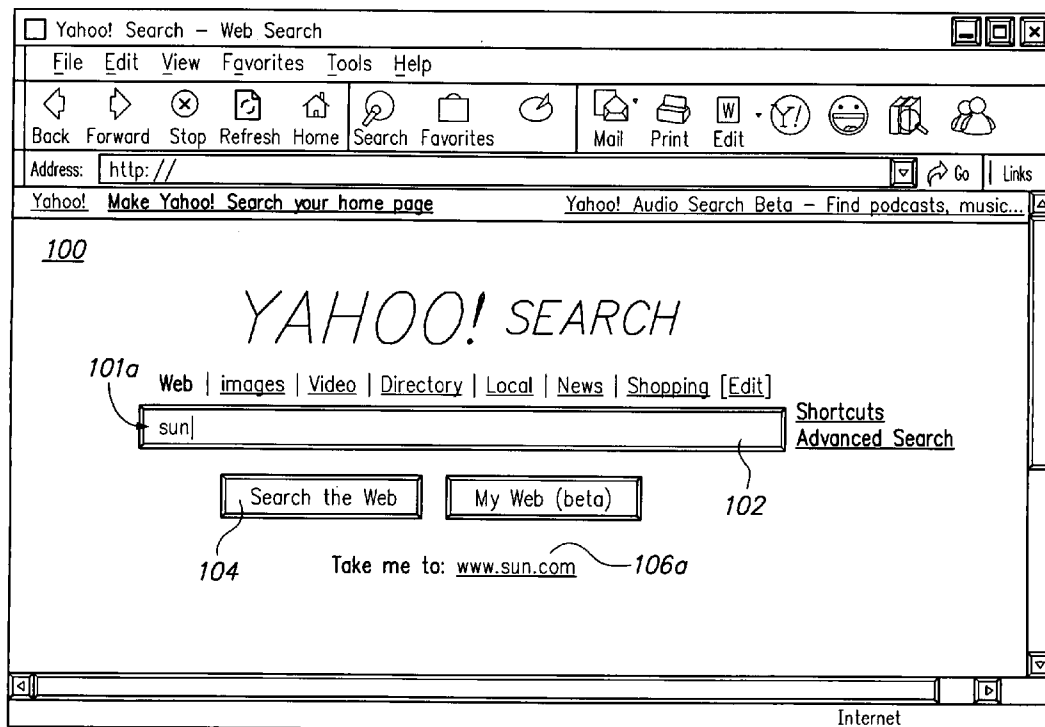 Yahoo! Search – Web Search
File Edit View Favorites Tools Help
Back Forward Stop Refresh Home Search Favorites Mail Print W Edit Y!
Address: http:// Go Links
Yahoo! Make Yahoo! Search your home page Yahoo! Audio Search Beta – Find podcasts, music...
100
YAHOO! SEARCH
101a
Web | images | Video | Directory | Local | News | Shopping [Edit]
sun
Shortcuts
Advanced Search
Search the Web My Web (beta) 102
104 Take me to: www.sun.com 106a
Internet